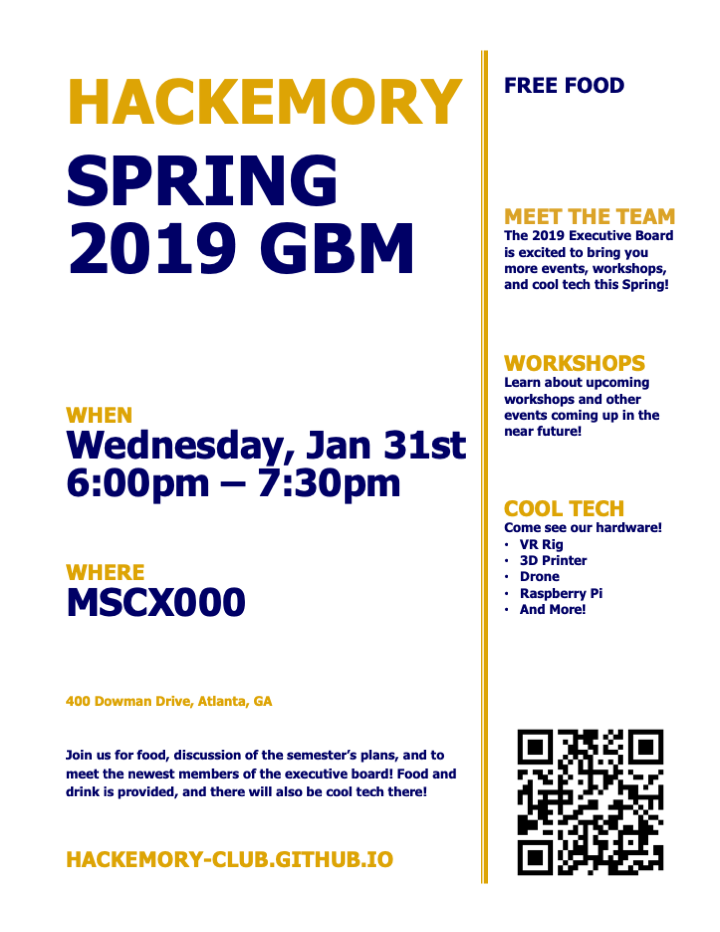 HACKEMORY
SPRING
2019 GBM
WHEN
Wednesday, Jan 31st
6:00pm – 7:30pm
WHERE
MSCX000
400 Dowman Drive, Atlanta, GA
Join us for food, discussion of the semester’s plans, and to
meet the newest members of the executive board! Food and
drink is provided, and there will also be cool tech there!
HACKEMORY-CLUB.GITHUB.IO
FREE FOOD
MEET THE TEAM
The 2019 Executive Board
is excited to bring you
more events, workshops,
and cool tech this Spring!
WORKSHOPS
Learn about upcoming
workshops and other
events coming up in the
near future!
COOL TECH
Come see our hardware!
• VR Rig
• 3D Printer
• Drone
• Raspberry Pi
• And More!